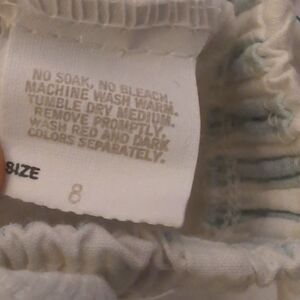 NO SOAK, NO BLEACH.
MACHINE WASH WARM.
TUMBLE DRY MEDIUM.
REMOVE PROMPTLY.
WASH RED AND DARK
COLORS SEPARATELY.
SIZE
8